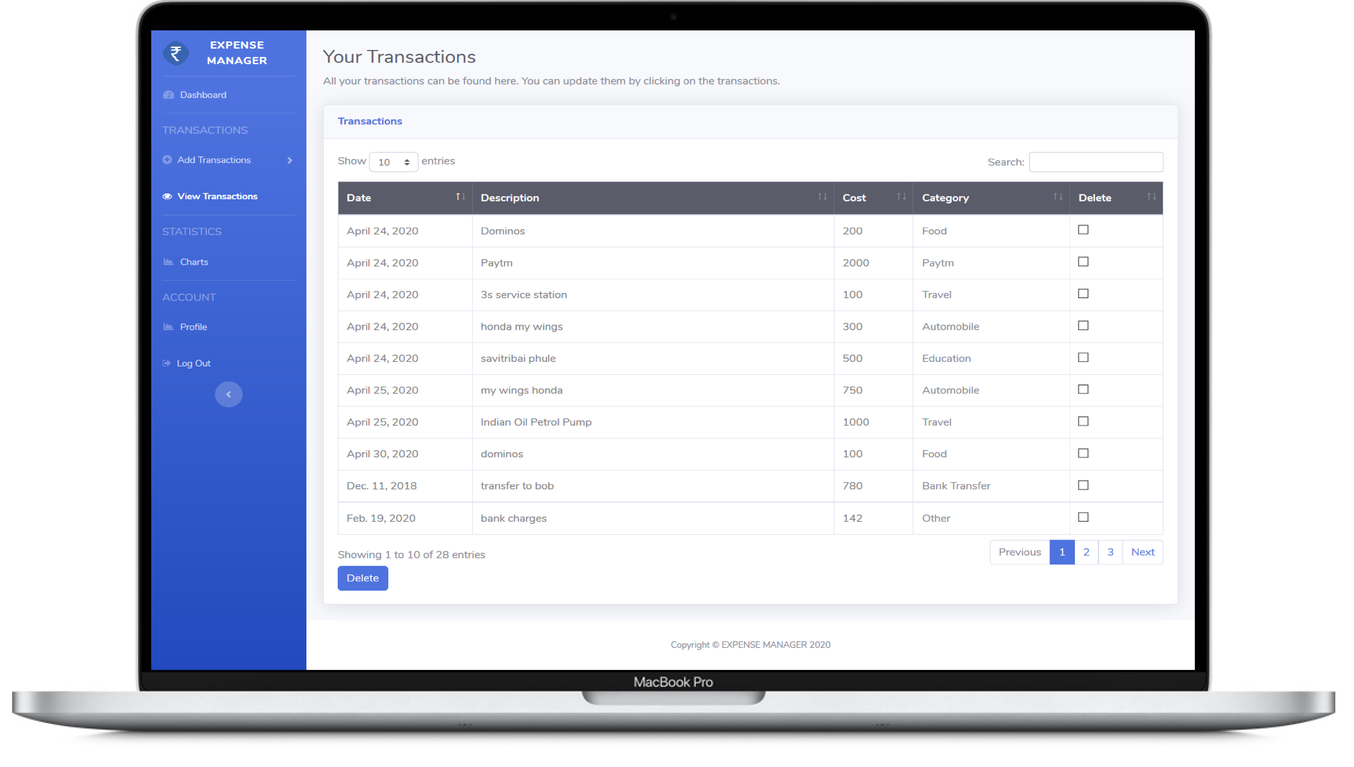 ₹ EXPENSE
MANAGER
Dashboard
TRANSACTIONS
Add Transactions
View Transactions
STATISTICS
Charts
ACCOUNT
Profile
Log Out
Your Transactions
All your transactions can be found here. You can update them by clicking on the transactions.
Transactions
Show 10 entries Search:
Date Description Cost Category Delete
April 24, 2020 Dominos 200 Food
April 24, 2020 Paytm 2000 Paytm
April 24, 2020 3s service station 100 Travel
April 24, 2020 honda my wings 300 Automobile
April 24, 2020 savitribai phule 500 Education
April 25, 2020 my wings honda 750 Automobile
April 25, 2020 Indian Oil Petrol Pump 1000 Travel
April 30, 2020 dominos 100 Food
Dec. 11, 2018 transfer to bob 780 Bank Transfer
Feb. 19, 2020 bank charges 142 Other
Showing 1 to 10 of 28 entries Previous 1 2 3 Next
Delete
Copyright © EXPENSE MANAGER 2020
MacBook Pro